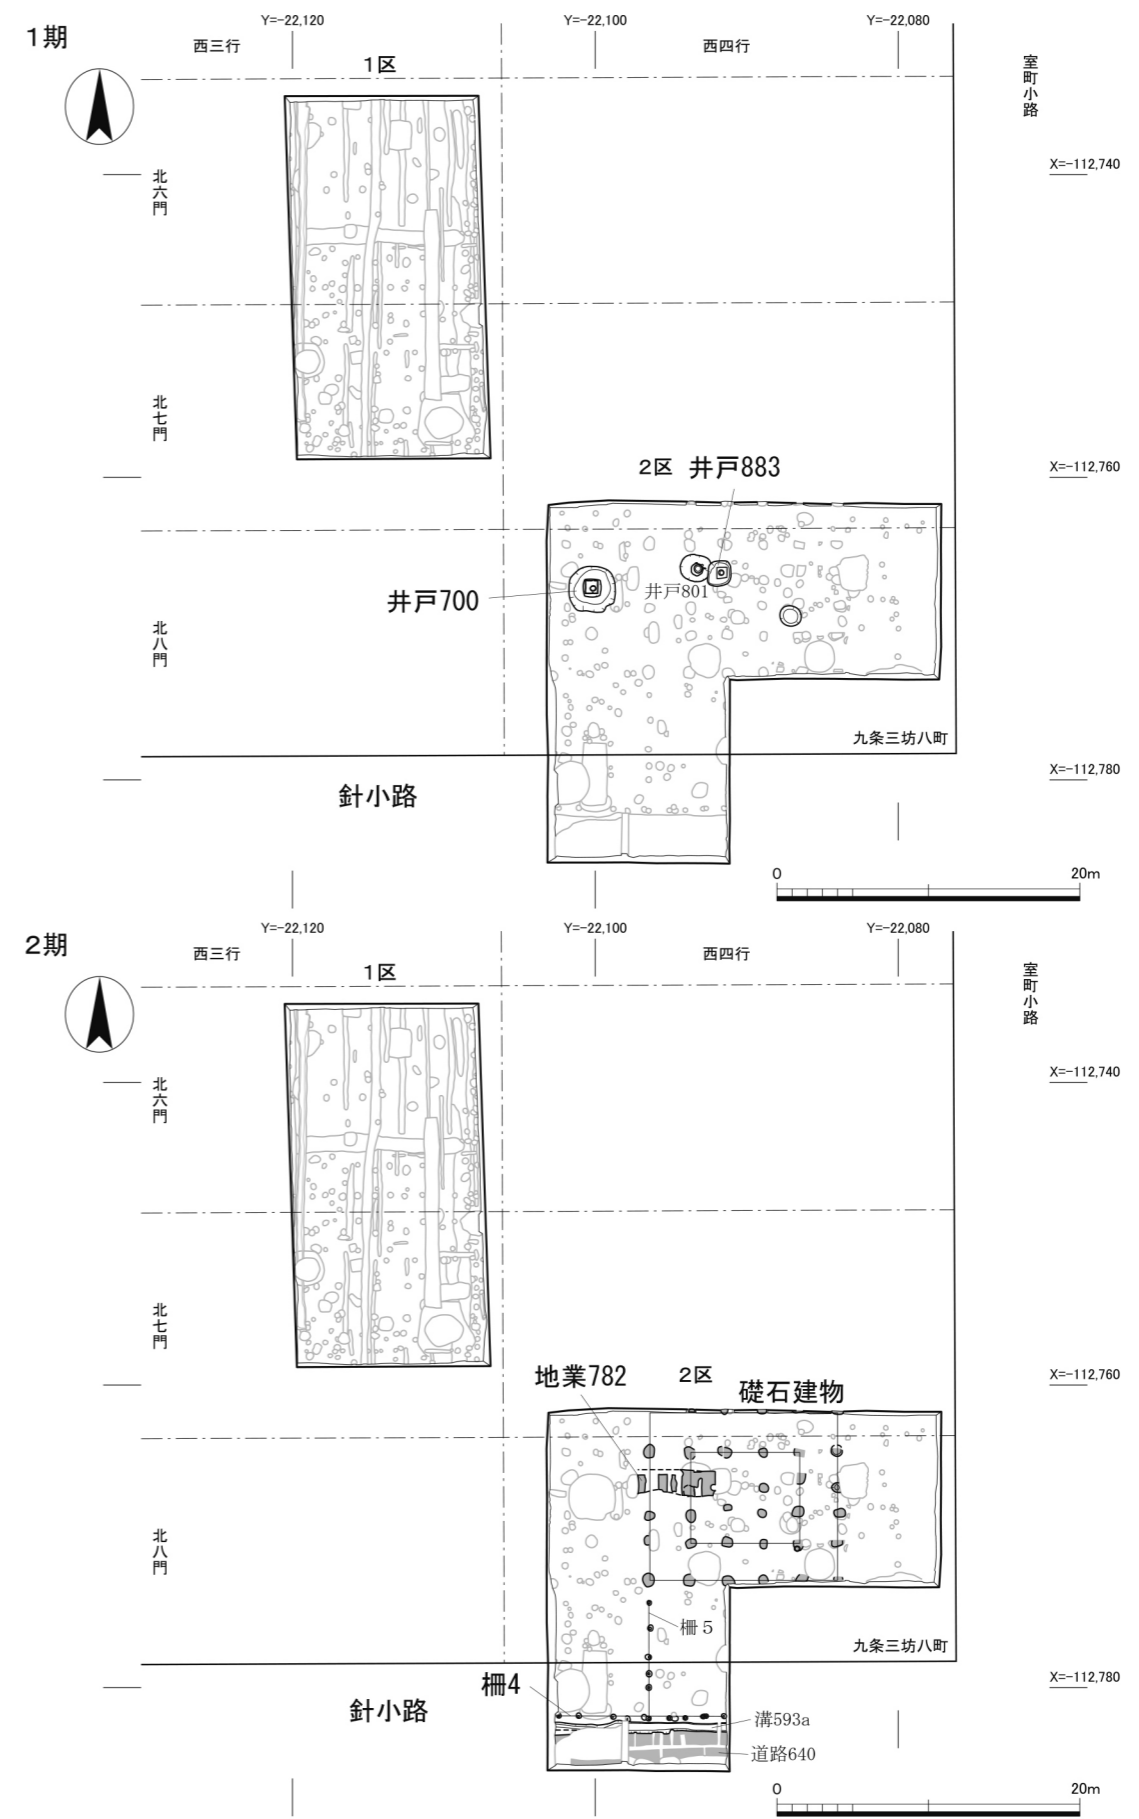 1期
Y=-22,120
Y=-22,100
Y=-22,080
西三行
西四行
1区
室町小路
X=-112,740
北六門
北七門
X=-112,760
2区 井戸883
井戸700
井戸801
北八門
九条三坊八町
X=-112,780
針小路
0
20m
2期
Y=-22,120
Y=-22,100
Y=-22,080
西三行
西四行
1区
室町小路
X=-112,740
北六門
北七門
X=-112,760
地業782
2区
礎石建物
北八門
柵5
九条三坊八町
X=-112,780
柵4
針小路
溝593a
道路640
0
20m